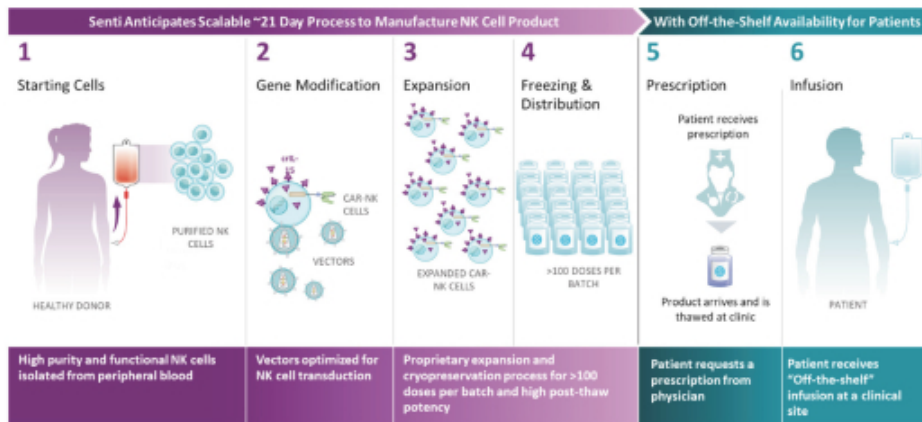 Senti Anticipates Scalable ~21 Day Process to Manufacture NK Cell Product
With Off-the-Shelf Availability for Patients
1
Starting Cells
PURIFIED NK
CELLS
HEALTHY DONOR
High purity and functional NK cells
isolated from peripheral blood
2
Gene Modification
15
CAR-NK
CELLS
VECTORS
Vectors optimized for
NK cell transduction
3
Expansion
EXPANDED CAR-
NK CELLS
4
Freezing &
Distribution
>100 DOSES PER
BATCH
Proprietary expansion and
cryopreservation process for >100
doses per batch and high post-thaw
potency
5
Prescription
Patient receives
prescription
Product arrives and is
thawed at clinic
Patient requests a
prescription from
physician
6
Infusion
PATIENT
Patient receives
"Off-the-shelf"
infusion at a clinical
site